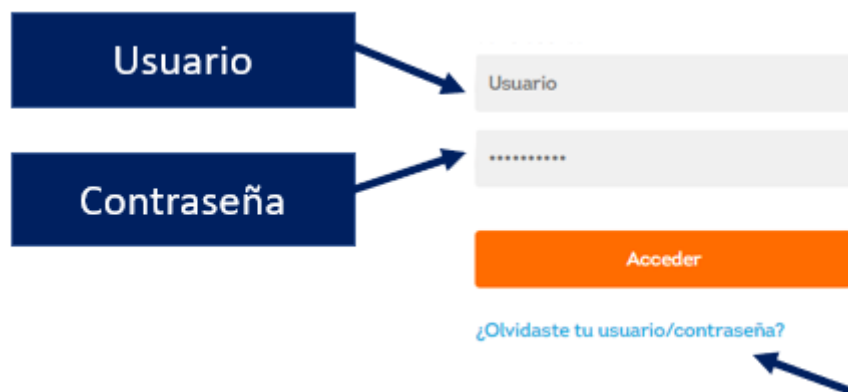 Usuario
Usuario
Contraseña
••••••••••
Acceder
¿Olvidaste tu usuario/contraseña?